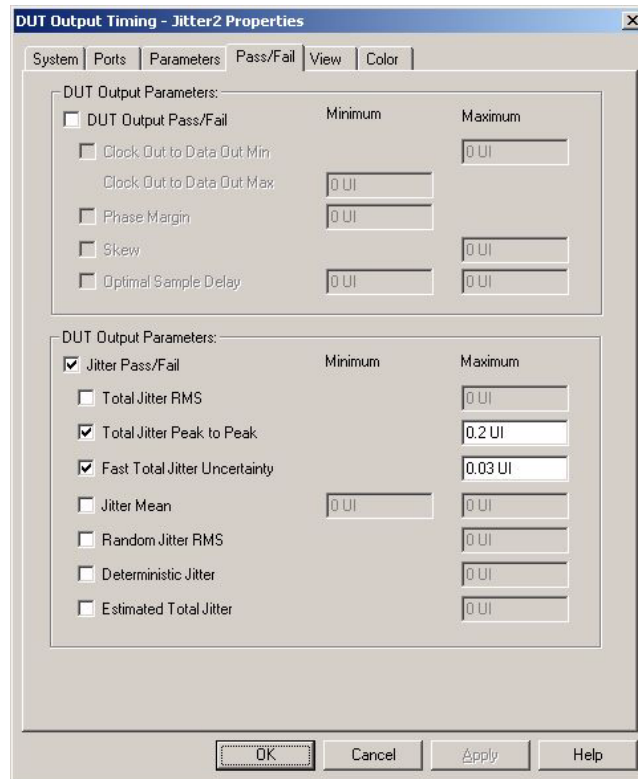 DUT Output Timing - Jitter2 Properties
System Ports Parameters Pass/Fail View Color
DUT Output Parameters:
DUT Output Pass/Fail Minimum Maximum
Clock Out to Data Out Min 0 UI
Clock Out to Data Out Max 0 UI
Phase Margin 0 UI
Skew 0 UI
Optimal Sample Delay 0 UI 0 UI
DUT Output Parameters:
Jitter Pass/Fail Minimum Maximum
Total Jitter RMS 0 UI
Total Jitter Peak to Peak 0.2 UI
Fast Total Jitter Uncertainty 0.03 UI
Jitter Mean 0 UI 0 UI
Random Jitter RMS 0 UI
Deterministic Jitter 0 UI
Estimated Total Jitter 0 UI
OK Cancel Apply Help